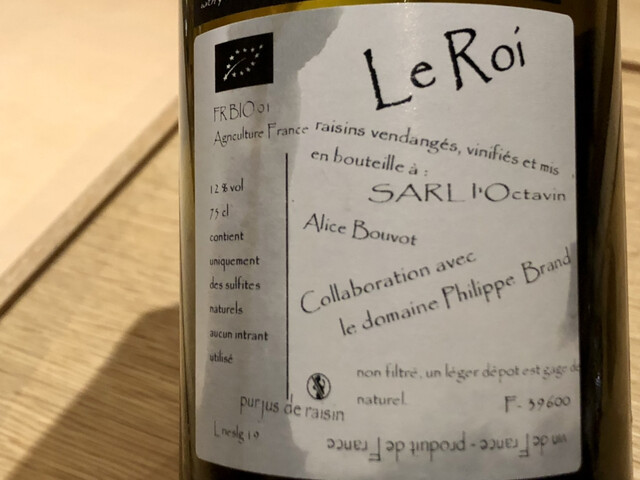 Le Roi
FR BIO 01
Agriculture France
raisins vendangés, vinifiés et mis
en bouteille à :
SARL l'Octavin
Alice Bouvot
Collaboration avec
le domaine Philippe Brand
12 % vol
75 cl
contient
uniquement
des sulfites
naturels
aucun intrant
utilisé
non filtré, un léger dépot est gage de
naturel.
pur jus de raisin
F- 39600
vin de France - produit de France